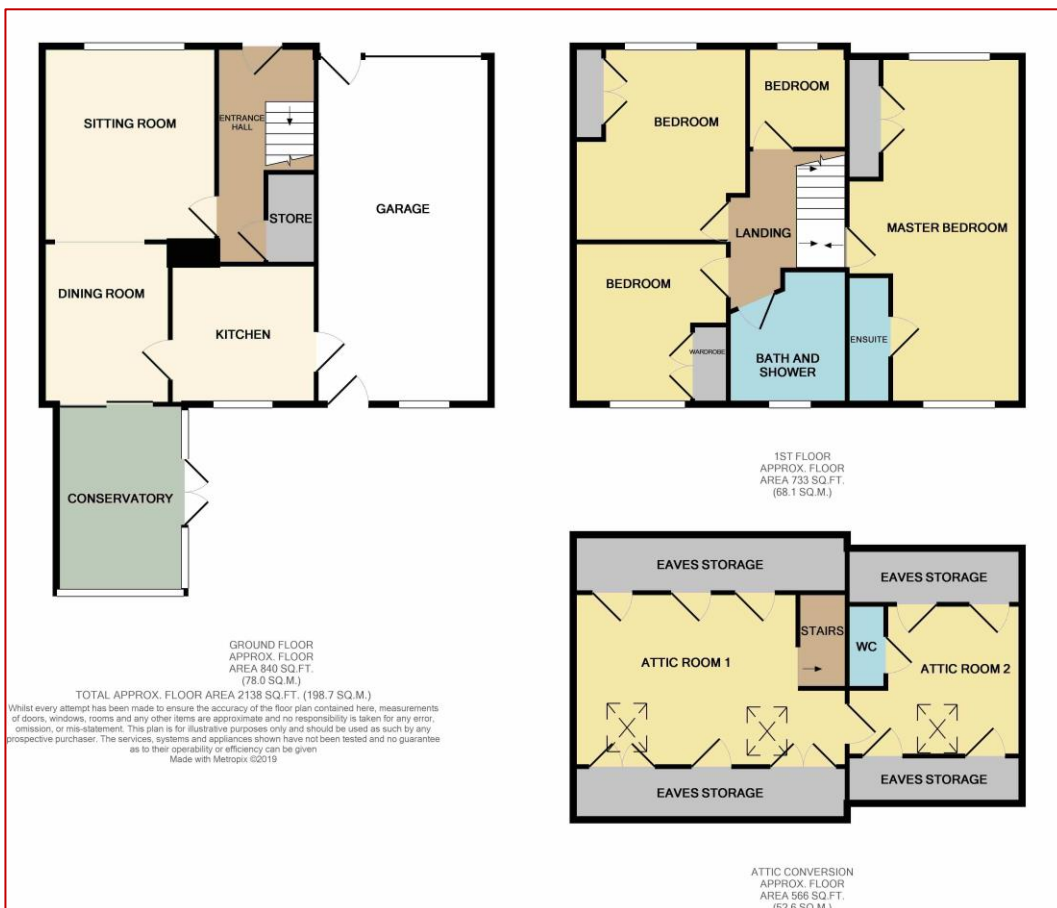 SITTING ROOM
ENTRANCE
HALL
STORE
GARAGE
DINING ROOM
KITCHEN
CONSERVATORY
GROUND FLOOR
APPROX. FLOOR
AREA 840 SQ.FT.
(78.0 SQ.M.)
TOTAL APPROX. FLOOR AREA 2138 SQ.FT. (198.7 SQ.M.)
Whilst every attempt has been made to ensure the accuracy of the floor plan contained here, measurements
of doors, windows, rooms and any other items are approximate and no responsibility is taken for any error,
omission, or mis-statement. This plan is for illustrative purposes only and should be used as such by any
prospective purchaser. The services, systems and appliances shown have not been tested and no guarantee
as to their operability or efficiency can be given
Made with Metropix ©2019
BEDROOM
BEDROOM
LANDING
MASTER BEDROOM
BEDROOM
WARDROBE
BATH AND
SHOWER
ENSUITE
1ST FLOOR
APPROX. FLOOR
AREA 733 SQ.FT.
(68.1 SQ.M.)
EAVES STORAGE
EAVES STORAGE
ATTIC ROOM 1
STAIRS
WC
ATTIC ROOM 2
EAVES STORAGE
EAVES STORAGE
ATTIC CONVERSION
APPROX. FLOOR
AREA 566 SQ.FT.
(52.6 SQ.M.)